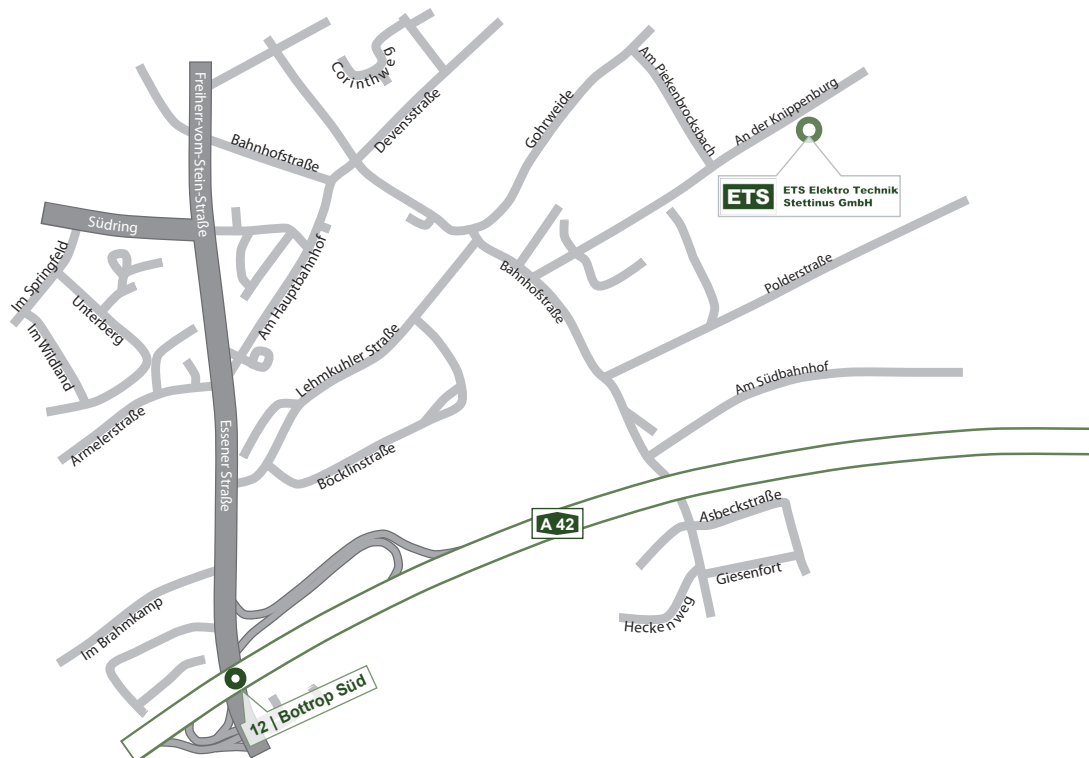 Corinthweg
Am Piekenbrocksbach
Freiherr-vom-Stein-Straße
Devensstraße
Gohrweide
An der Knippenburg
Bahnhofstraße
ETS
ETS Elektro Technik
Stettinus GmbH
Südring
Im Springfeld
Am Hauptbahnhof
Bahnhofstraße
Polderstraße
Unterberg
Im Wildland
Lehmkuhler Straße
Am Südbahnhof
Armelerstraße
Essener Straße
Böcklinstraße
A 42
Asbeckstraße
Giesenfort
Heckenweg
Im Brahmkamp
12 | Bottrop Süd